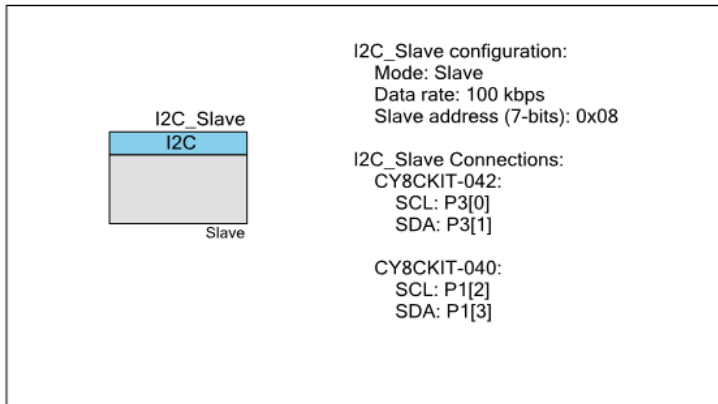 I2C_Slave
I2C
Slave
I2C_Slave configuration:
Mode: Slave
Data rate: 100 kbps
Slave address (7-bits): 0x08
I2C_Slave Connections:
CY8CKIT-042:
SCL: P3[0]
SDA: P3[1]
CY8CKIT-040:
SCL: P1[2]
SDA: P1[3]